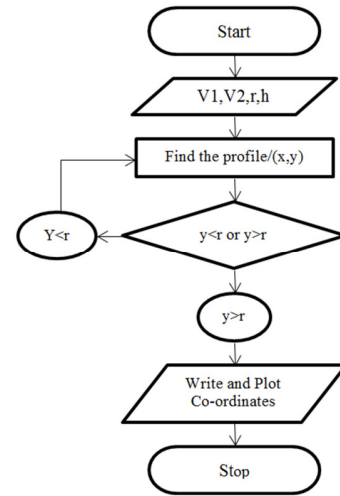 Start
V1,V2,r,h
Find the profile/(x,y)
Y<r
y<r or y>r
y>r
Write and Plot
Co-ordinates
Stop